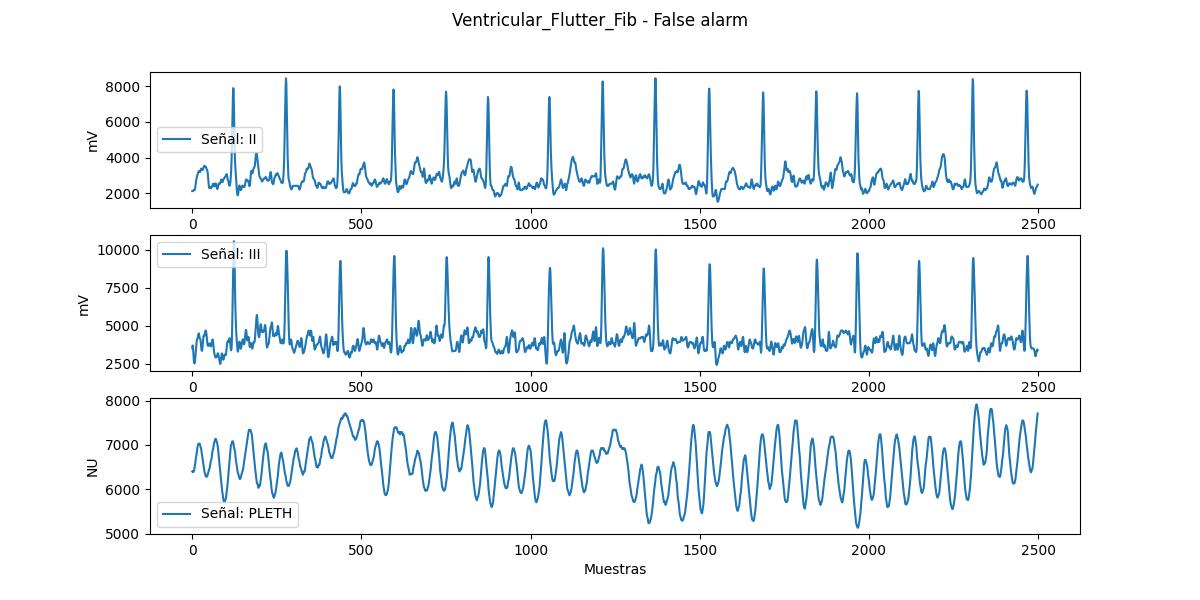 Ventricular_Flutter_Fib - False alarm
8000
6000
4000
2000
mV
Señal: II
0 500 1000 1500 2000 2500
10000
7500
5000
2500
mV
Señal: III
0 500 1000 1500 2000 2500
8000
7000
6000
5000
NU
Señal: PLETH
0 500 1000 1500 2000 2500
Muestras